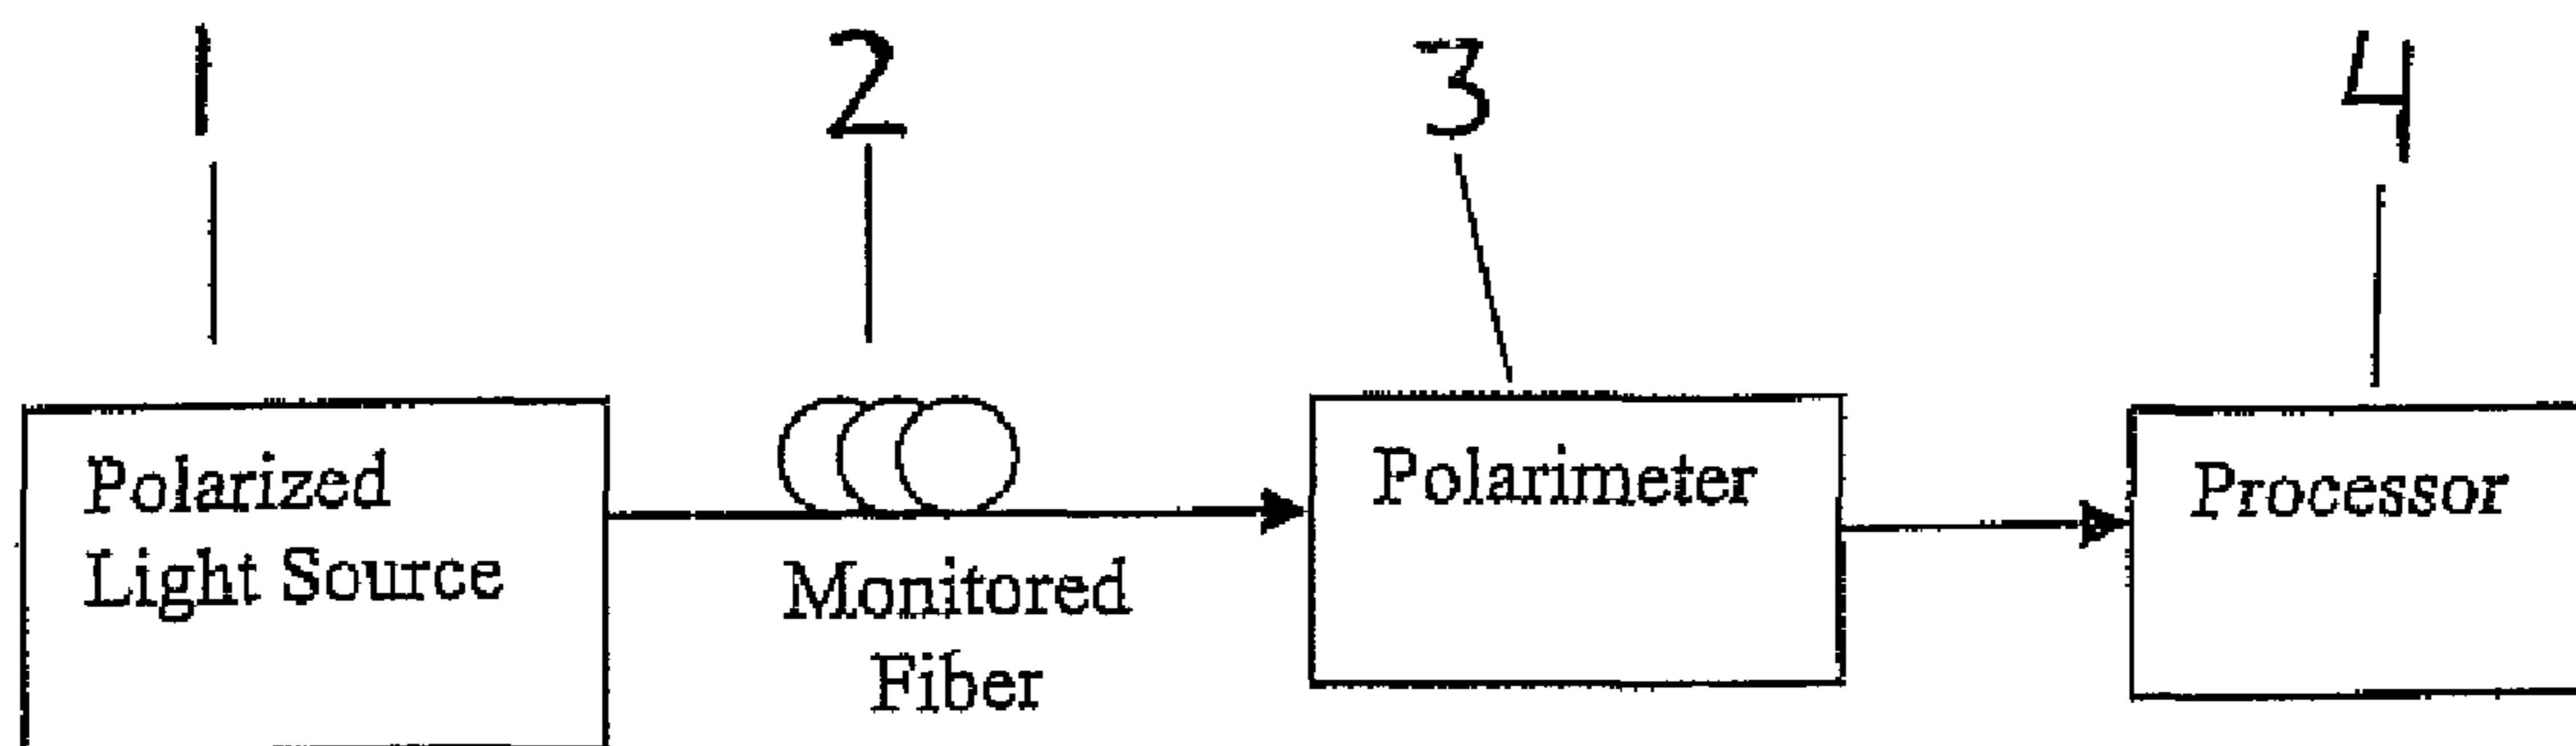 1
2
3
4
Polarized
Light Source
Monitored
Fiber
Polarimeter
Processor